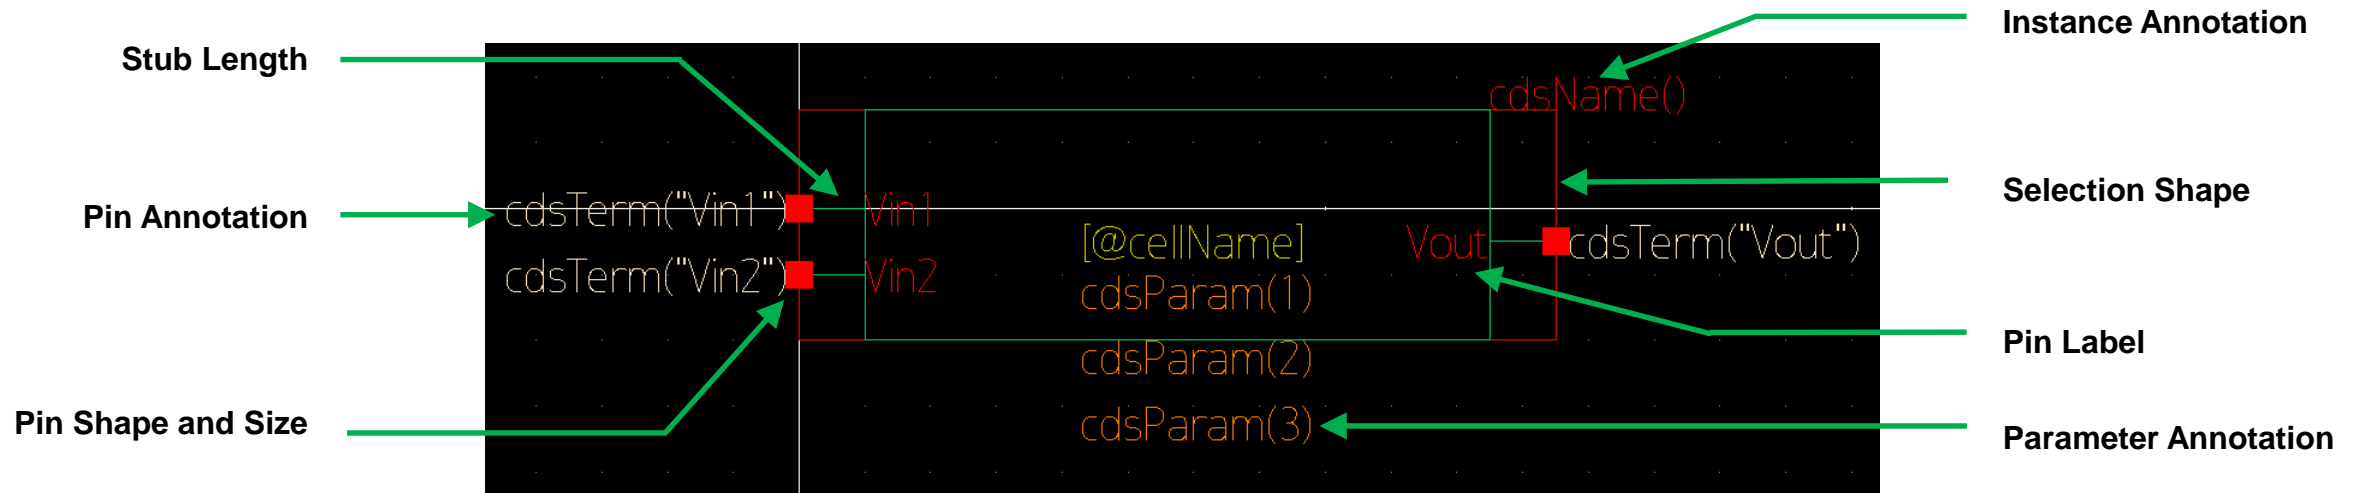 Instance Annotation
Stub Length
cdsName()
Selection Shape
Pin Annotation
cdsTerm("Vin1")
Vin1
[@cellName]
Vout
cdsTerm("Vout")
cdsTerm("Vin2")
Vin2
cdsParam(1)
Pin Label
cdsParam(2)
Pin Shape and Size
cdsParam(3)
Parameter Annotation